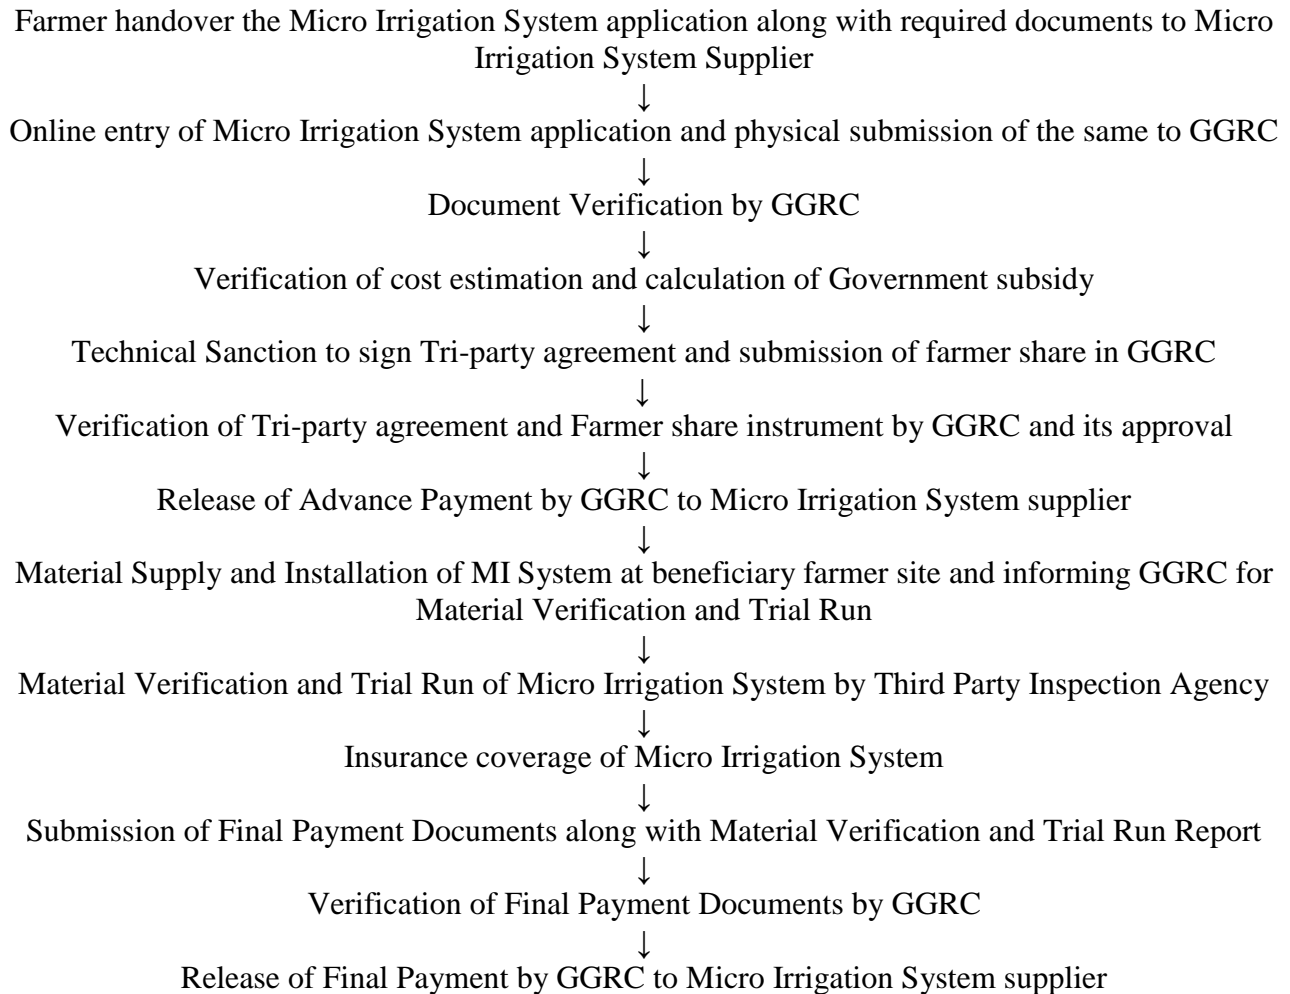 Farmer handover the Micro Irrigation System application along with required documents to Micro
Irrigation System Supplier
↓
Online entry of Micro Irrigation System application and physical submission of the same to GGRC
↓
Document Verification by GGRC
↓
Verification of cost estimation and calculation of Government subsidy
↓
Technical Sanction to sign Tri-party agreement and submission of farmer share in GGRC
↓
Verification of Tri-party agreement and Farmer share instrument by GGRC and its approval
↓
Release of Advance Payment by GGRC to Micro Irrigation System supplier
↓
Material Supply and Installation of MI System at beneficiary farmer site and informing GGRC for
Material Verification and Trial Run
↓
Material Verification and Trial Run of Micro Irrigation System by Third Party Inspection Agency
↓
Insurance coverage of Micro Irrigation System
↓
Submission of Final Payment Documents along with Material Verification and Trial Run Report
↓
Verification of Final Payment Documents by GGRC
↓
Release of Final Payment by GGRC to Micro Irrigation System supplier